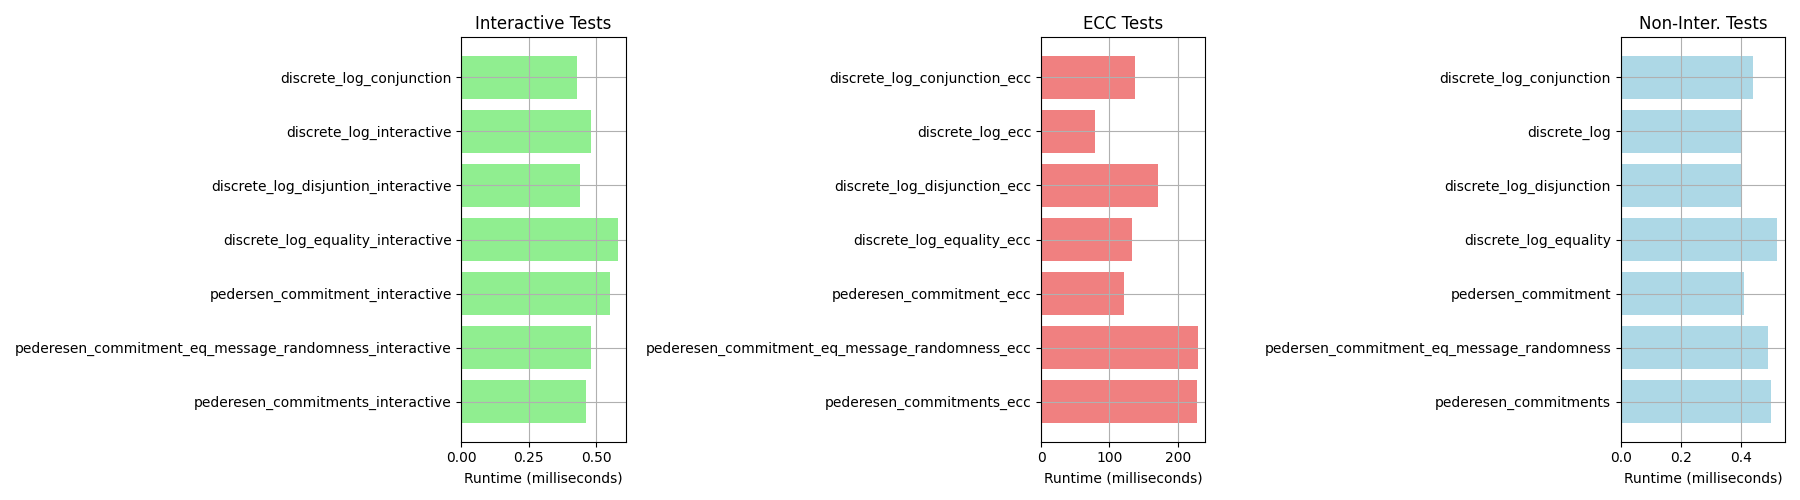 Interactive Tests
discrete_log_conjunction
discrete_log_interactive
discrete_log_disjuntion_interactive
discrete_log_equality_interactive
pedersen_commitment_interactive
pederesen_commitment_eq_message_randomness_interactive
pederesen_commitments_interactive
0.00 0.25 0.50
Runtime (milliseconds)
ECC Tests
discrete_log_conjunction_ecc
discrete_log_ecc
discrete_log_disjunction_ecc
discrete_log_equality_ecc
pederesen_commitment_ecc
pederesen_commitment_eq_message_randomness_ecc
pederesen_commitments_ecc
0 100 200
Runtime (milliseconds)
Non-Inter. Tests
discrete_log_conjunction
discrete_log
discrete_log_disjunction
discrete_log_equality
pedersen_commitment
pedersen_commitment_eq_message_randomness
pederesen_commitments
0.0 0.2 0.4
Runtime (milliseconds)